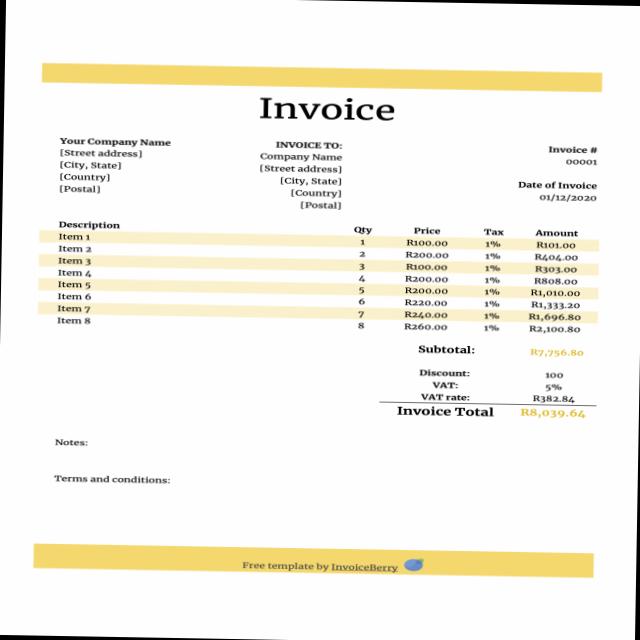 Invoice
Your Company Name
[Street address]
[City, State]
[Country]
[Postal]
INVOICE TO:
Company Name
[Street address]
[City, State]
[Country]
[Postal]
Invoice #
00001
Date of Invoice
01/12/2020
Description Qty Price Tax Amount
Item 1 1 R100.00 1% R101.00
Item 2 2 R200.00 1% R404.00
Item 3 3 R100.00 1% R303.00
Item 4 4 R200.00 1% R808.00
Item 5 5 R200.00 1% R1,010.00
Item 6 6 R220.00 1% R1,333.20
Item 7 7 R240.00 1% R1,696.80
Item 8 8 R260.00 1% R2,100.80
Subtotal: R7,756.80
Discount: 100
VAT: 5%
VAT rate: R382.84
Invoice Total R8,039.64
Notes:
Terms and conditions:
Free template by InvoiceBerry